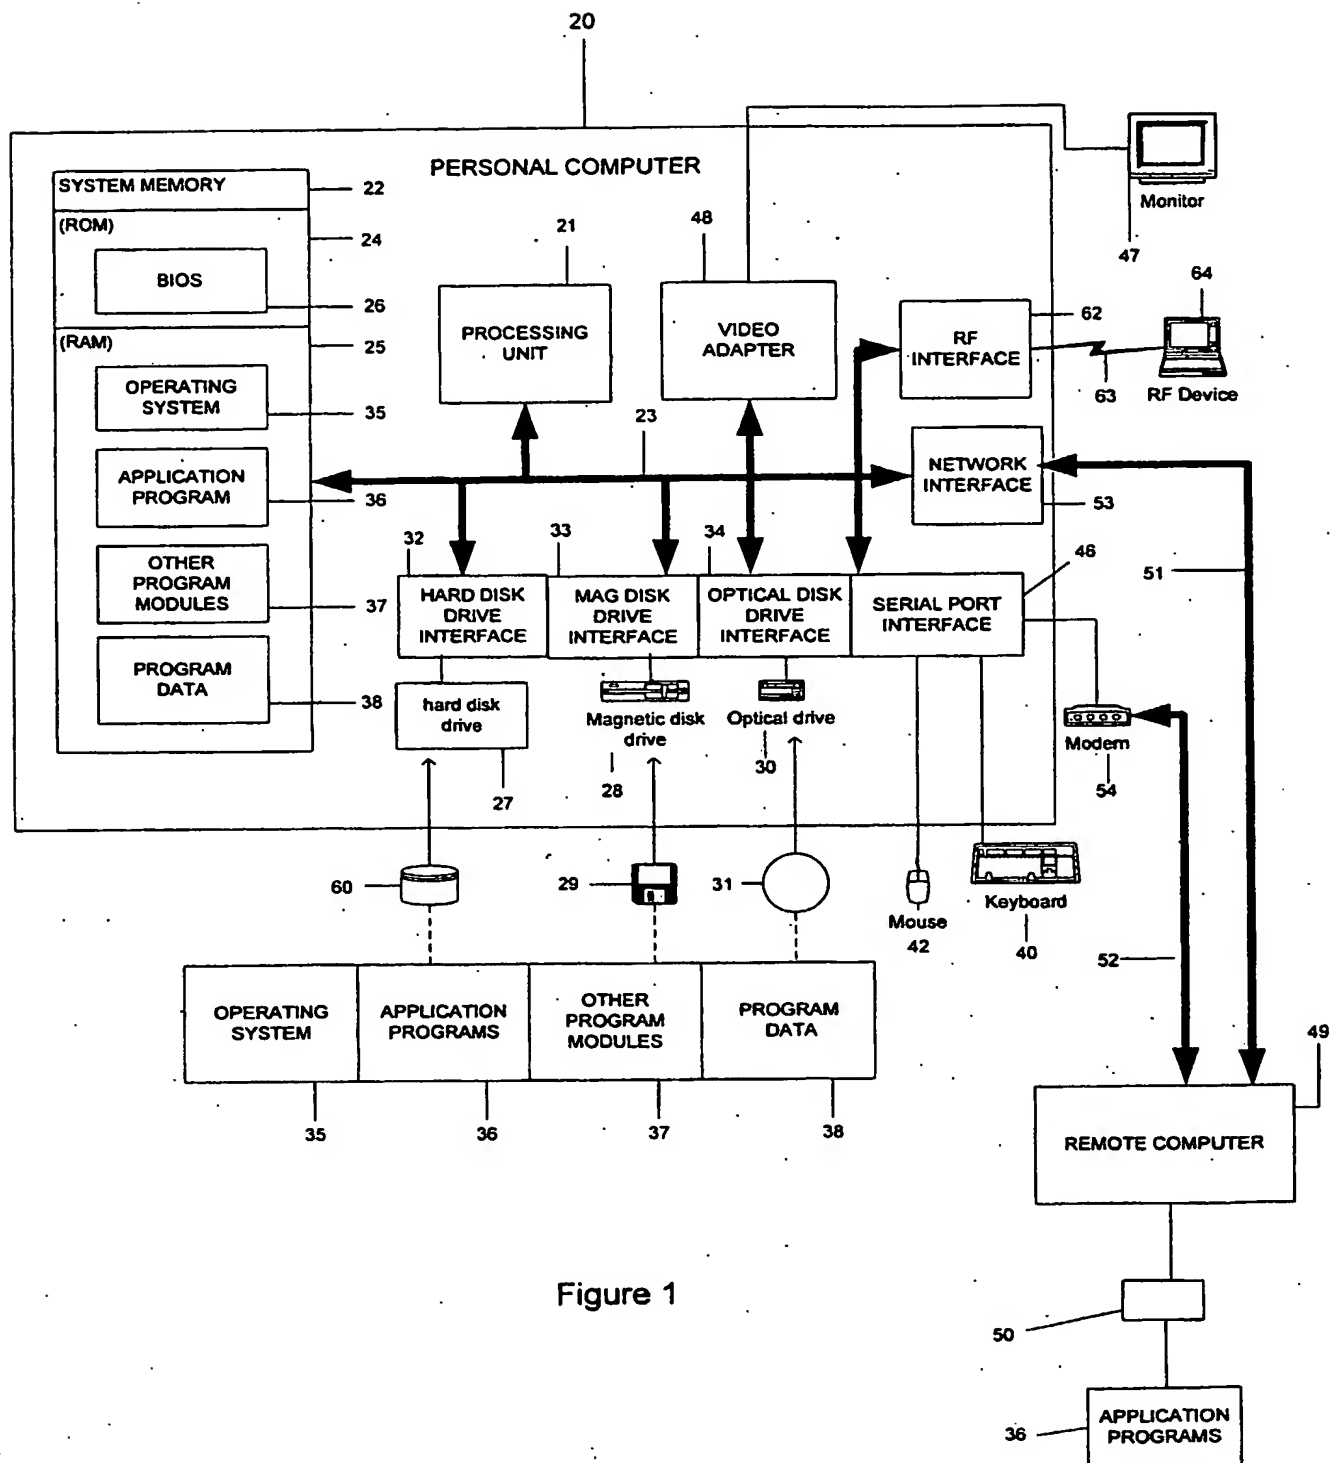 20
PERSONAL COMPUTER
SYSTEM MEMORY
22
(ROM)
24
BIOS
26
(RAM)
25
OPERATING
SYSTEM
35
APPLICATION
PROGRAM
36
OTHER
PROGRAM
MODULES
37
PROGRAM
DATA
38
21
PROCESSING
UNIT
48
VIDEO
ADAPTER
Monitor
47
62
RF
INTERFACE
63
64
RF Device
23
NETWORK
INTERFACE
53
51
32
HARD DISK
DRIVE
INTERFACE
33
MAG DISK
DRIVE
INTERFACE
34
OPTICAL DISK
DRIVE
INTERFACE
46
SERIAL PORT
INTERFACE
hard disk
drive
27
Magnetic disk
drive
28
Optical drive
30
Modem
54
60
29
31
Mouse
42
Keyboard
40
52
OPERATING
SYSTEM
APPLICATION
PROGRAMS
OTHER
PROGRAM
MODULES
PROGRAM
DATA
35
36
37
38
49
REMOTE COMPUTER
50
36
APPLICATION
PROGRAMS
Figure 1